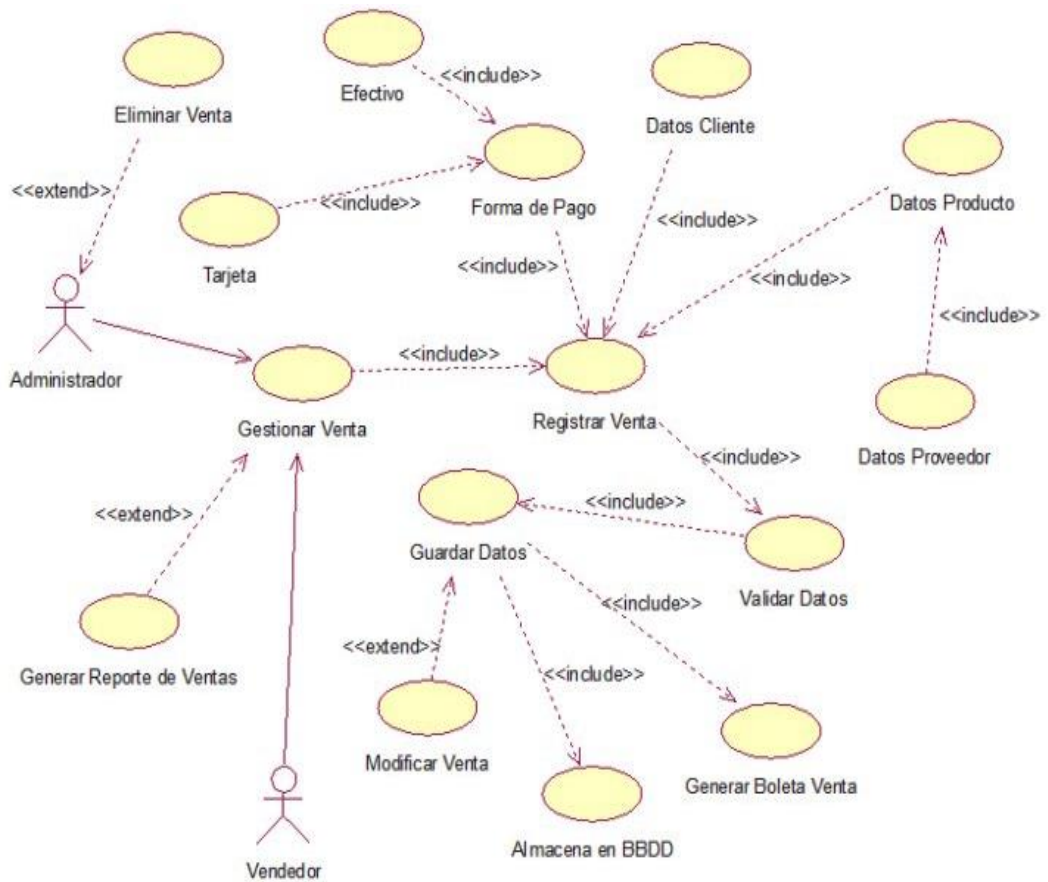 Eliminar Venta
Efectivo
<<include>>
Datos Cliente
<<extend>>
<<include>>
Forma de Pago
Datos Producto
Tarjeta
<<include>>
<<include>>
<<include>>
<<include>>
Administrador
<<include>>
Gestionar Venta
Registrar Venta
Datos Proveedor
<<include>>
<<extend>>
<<include>>
Guardar Datos
Validar Datos
<<include>>
<<extend>>
Generar Reporte de Ventas
<<include>>
Modificar Venta
Generar Boleta Venta
Almacena en BBDD
Vendedor